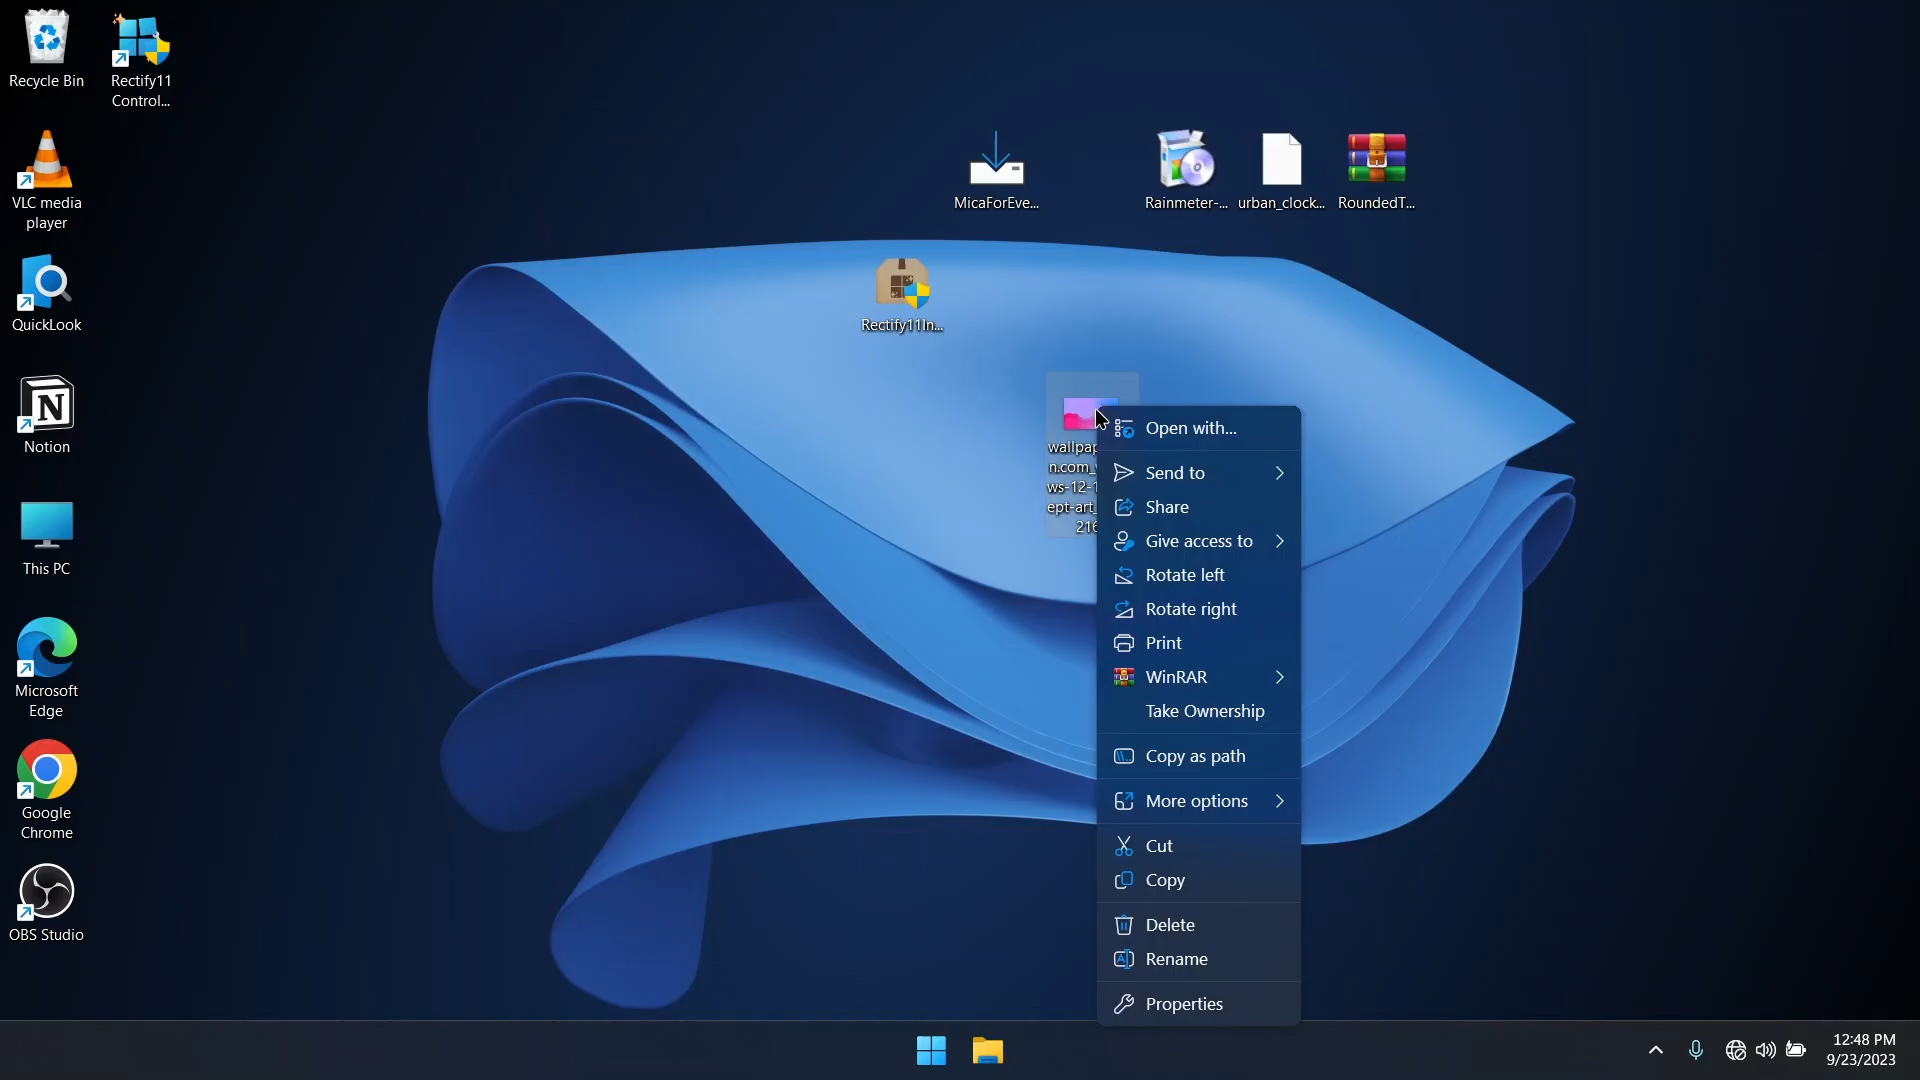 Recycle Bin
Rectify11
Control...
VLC media
player
QuickLook
Notion
This PC
Microsoft
Edge
Google
Chrome
OBS Studio
MicaForEve...
Rainmeter-...
urban_clock...
RoundedT...
Rectify11In...
wallpap
n.com_
ws-12-
ept-art_
216
Open with...
Send to
Share
Give access to
Rotate left
Rotate right
Print
WinRAR
Take Ownership
Copy as path
More options
Cut
Copy
Delete
Rename
Properties
12:48 PM
9/23/2023